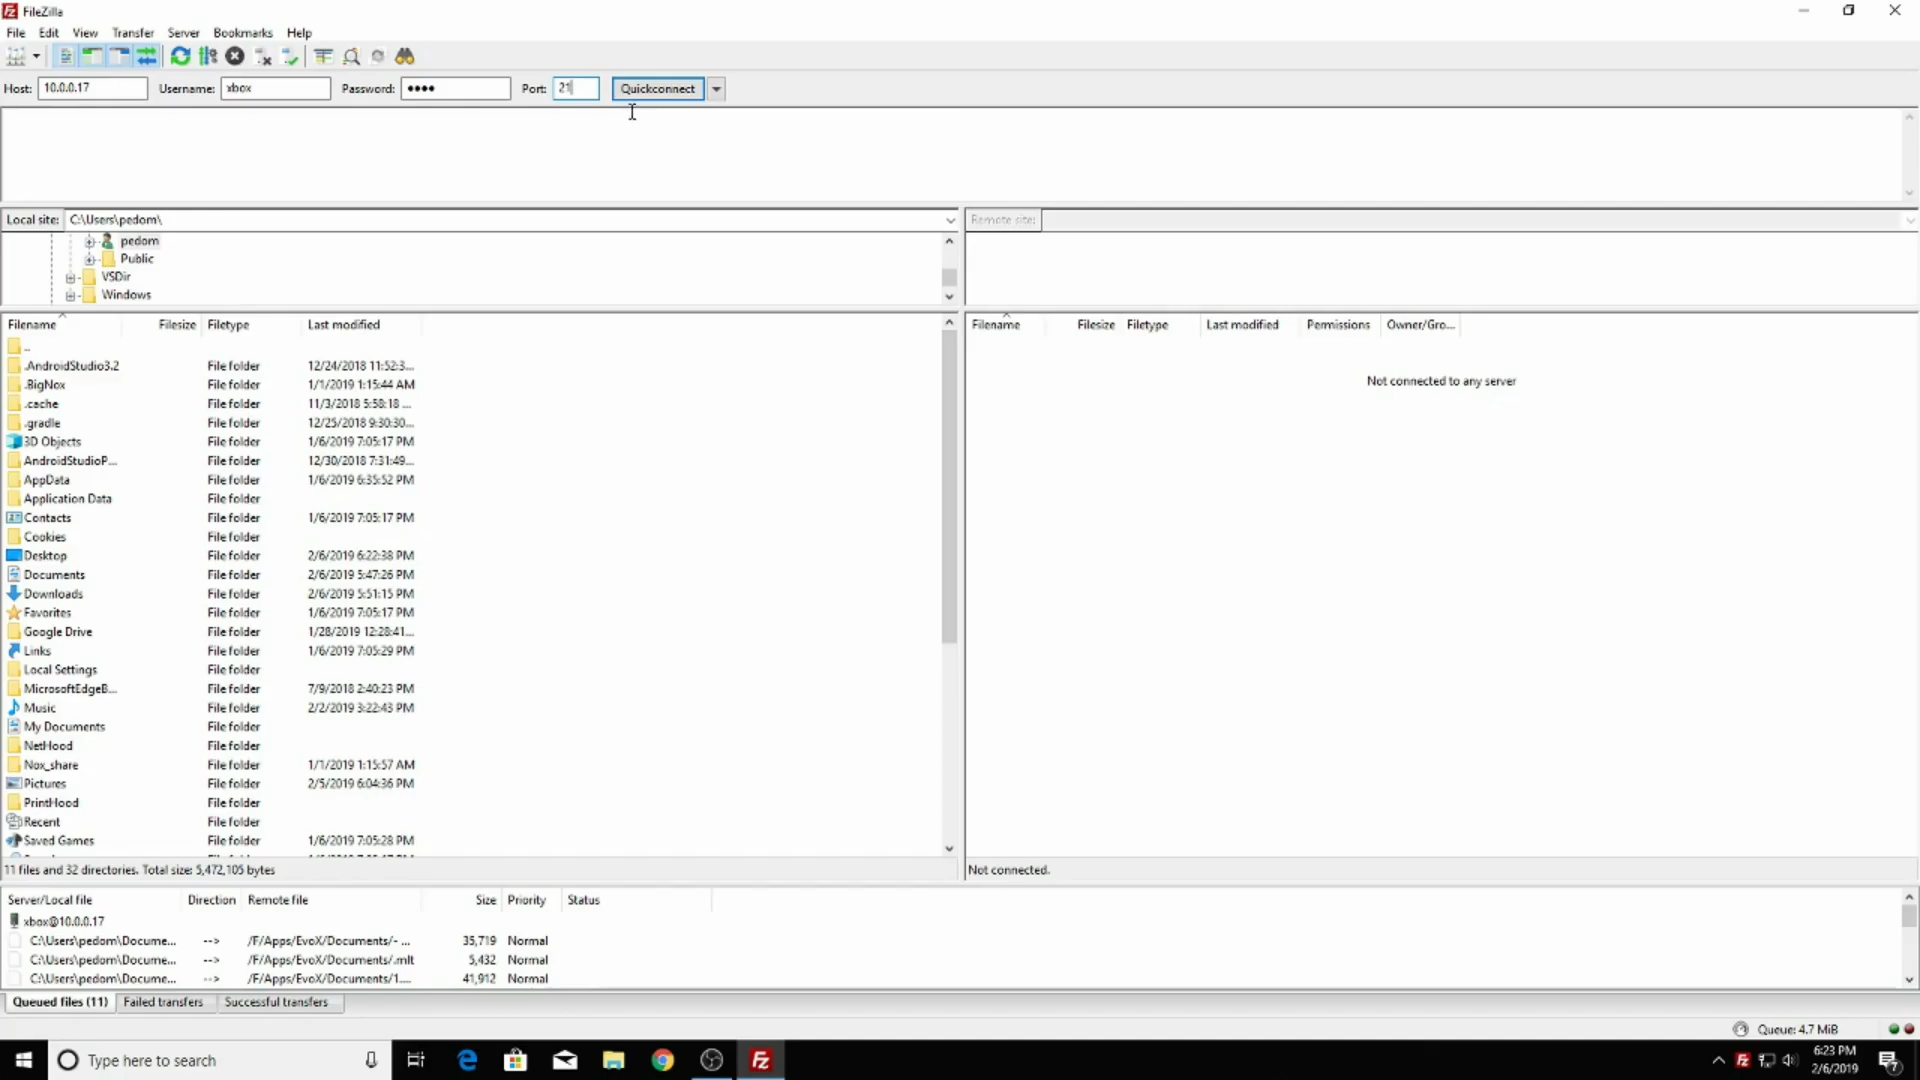 FileZilla
File Edit View Transfer Server Bookmarks Help
Host: 10.0.0.17 Username: xbox Password: •••• Port: 21 Quickconnect
Local site: C:\Users\pedom\
Remote site:
pedom
Public
VSDir
Windows
Filename Filesize Filetype Last modified
Filename Filesize Filetype Last modified Permissions Owner/Gro...
..
Not connected to any server
.AndroidStudio3.2 File folder 12/24/2018 11:52:3...
.BigNox File folder 1/1/2019 1:15:44 AM
.cache File folder 11/3/2018 5:58:18 ...
.gradle File folder 12/25/2018 9:30:30...
3D Objects File folder 1/6/2019 7:05:17 PM
AndroidStudioP... File folder 12/30/2018 7:31:49...
AppData File folder 1/6/2019 6:35:52 PM
Application Data File folder
Contacts File folder 1/6/2019 7:05:17 PM
Cookies File folder
Desktop File folder 2/6/2019 6:22:38 PM
Documents File folder 2/6/2019 5:47:26 PM
Downloads File folder 2/6/2019 5:51:15 PM
Favorites File folder 1/6/2019 7:05:17 PM
Google Drive File folder 1/28/2019 12:28:41...
Links File folder 1/6/2019 7:05:29 PM
Local Settings File folder
MicrosoftEdgeB... File folder 7/9/2018 2:40:23 PM
Music File folder 2/2/2019 3:22:43 PM
My Documents File folder
NetHood File folder
Nox_share File folder 1/1/2019 1:15:57 AM
Pictures File folder 2/5/2019 6:04:36 PM
PrintHood File folder
Recent File folder
Saved Games File folder 1/6/2019 7:05:28 PM
11 files and 32 directories. Total size: 5,472,105 bytes
Not connected.
Server/Local file Direction Remote file Size Priority Status
xbox@10.0.0.17
C:\Users\pedom\Docume... --> /F/Apps/EvoX/Documents/- ... 35,719 Normal
C:\Users\pedom\Docume... --> /F/Apps/EvoX/Documents/.mlt 5,432 Normal
C:\Users\pedom\Docume... --> /F/Apps/EvoX/Documents/1.... 41,912 Normal
Queued files (11) Failed transfers Successful transfers
Queue: 4.7 MiB
Type here to search
6:23 PM
2/6/2019